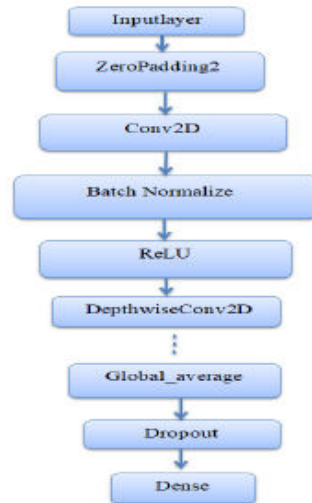 Inputlayer
ZeroPadding2
Conv2D
Batch Normalize
ReLU
DepthwiseConv2D
Global_average
Dropout
Dense